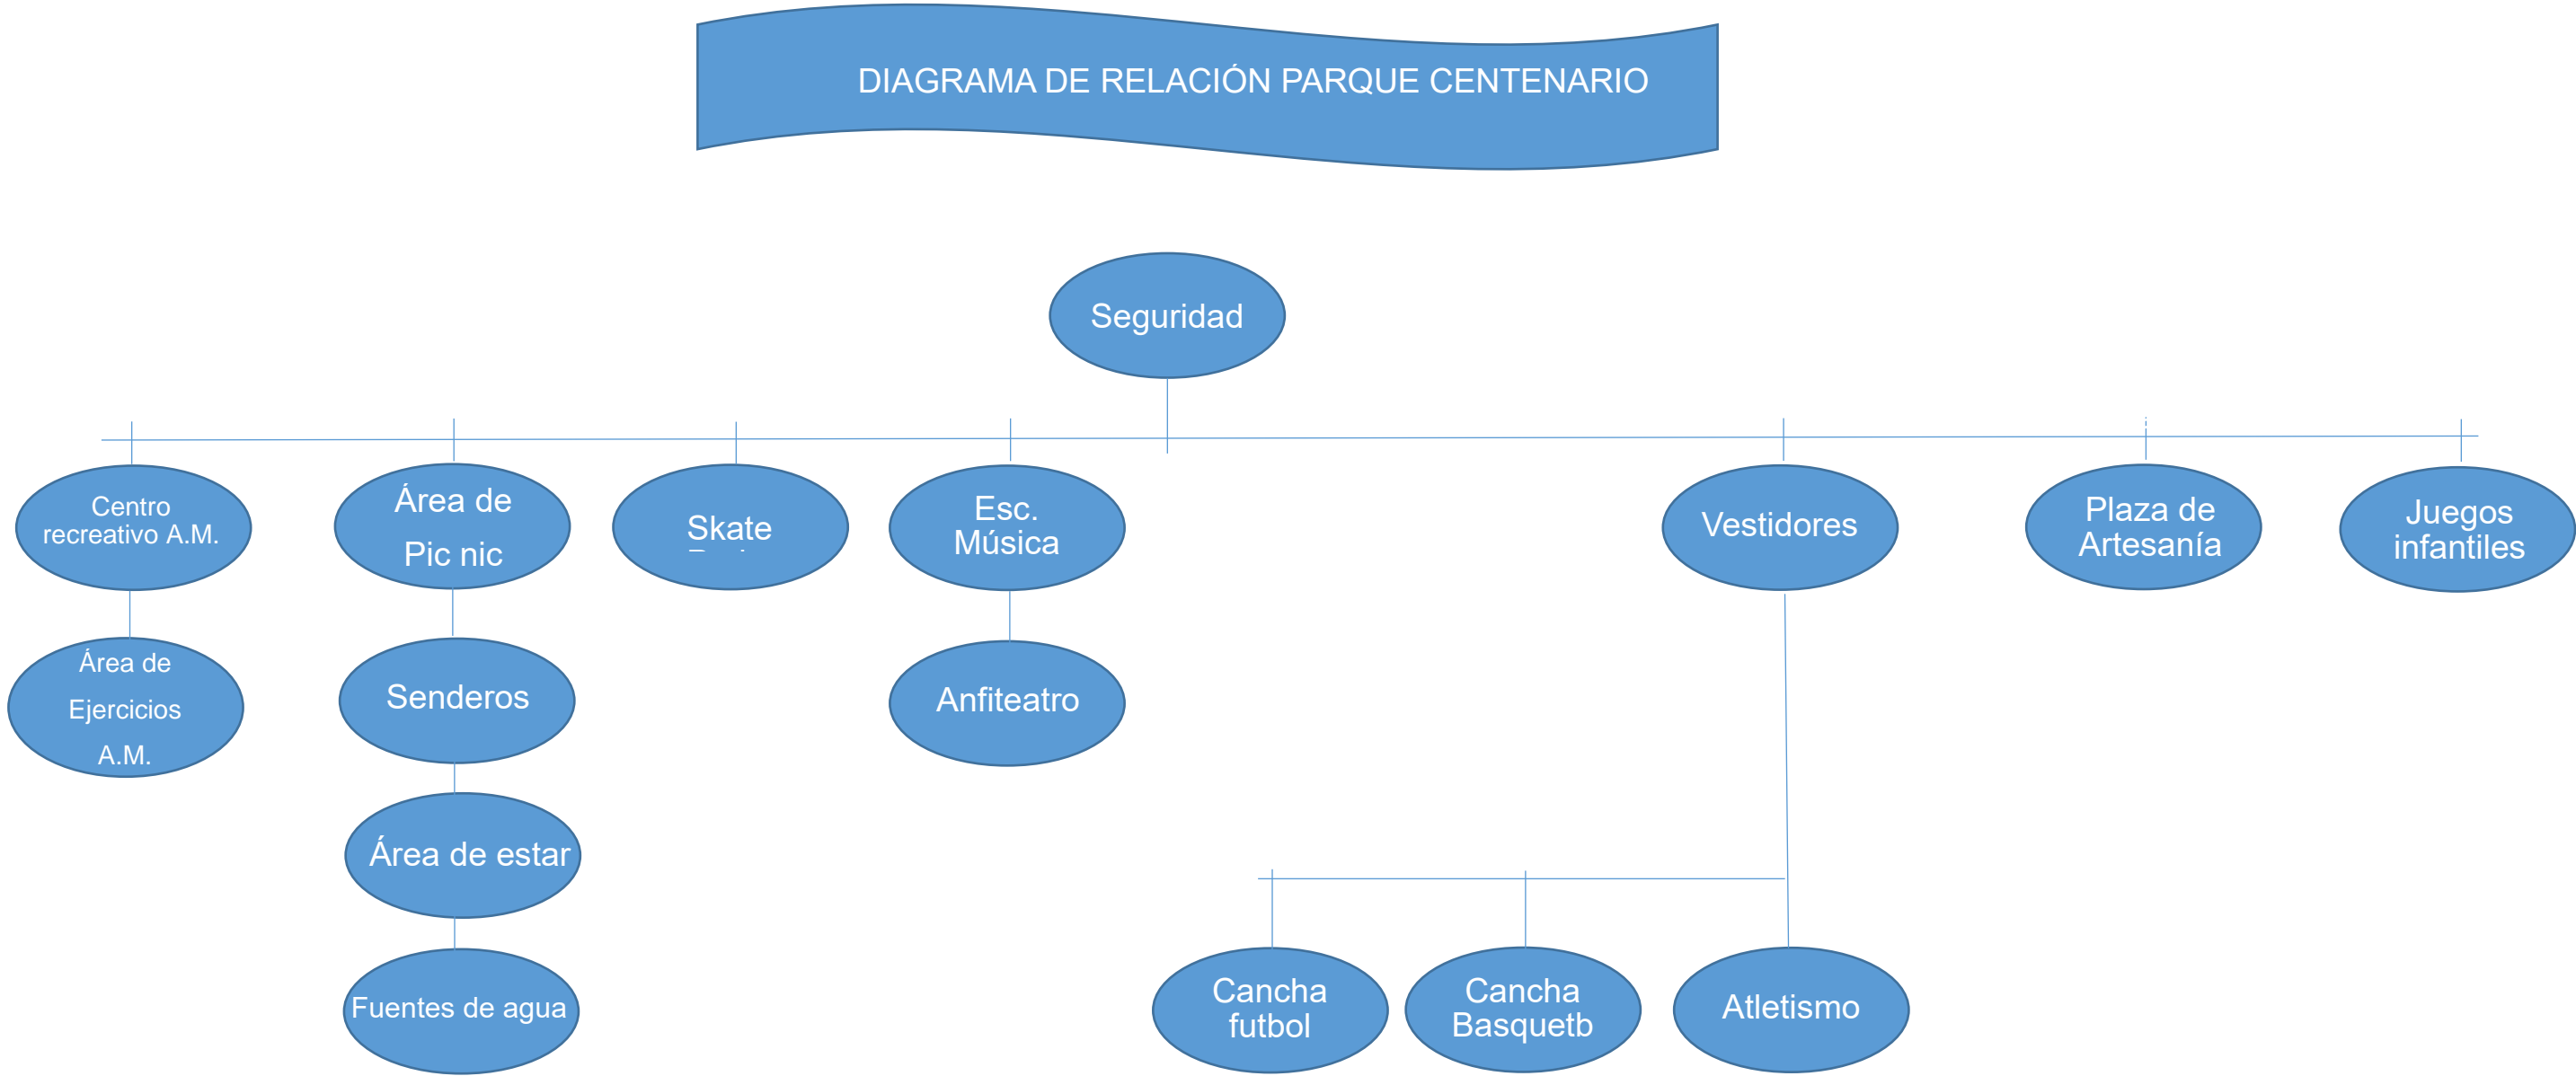 DIAGRAMA DE RELACIÓN PARQUE CENTENARIO
Seguridad
Centro
recreativo A.M.
Área de
Pic nic
Skate
Esc.
Música
Vestidores
Plaza de
Artesanía
Juegos
infantiles
Área de
Ejercicios
A.M.
Senderos
Anfiteatro
Área de estar
Fuentes de agua
Cancha
futbol
Cancha
Basquetb
Atletismo